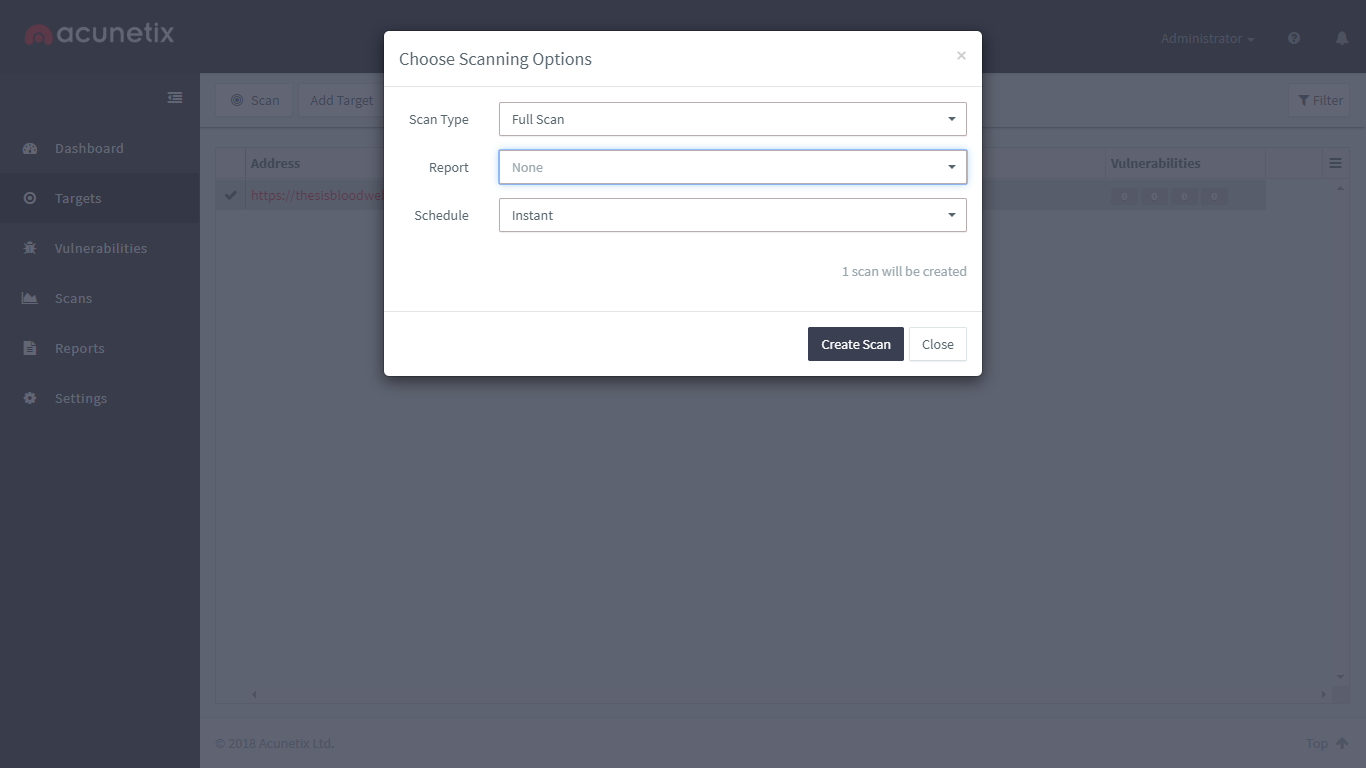 acunetix
Administrator
Choose Scanning Options
×
Scan
Add Target
Filter
Scan Type
Full Scan
Report
None
Schedule
Instant
1 scan will be created
Create Scan
Close
Dashboard
Targets
Vulnerabilities
Scans
Reports
Settings
Address
Vulnerabilities
https://thesisbloodwe
0 0 0 0
© 2018 Acunetix Ltd.
Top